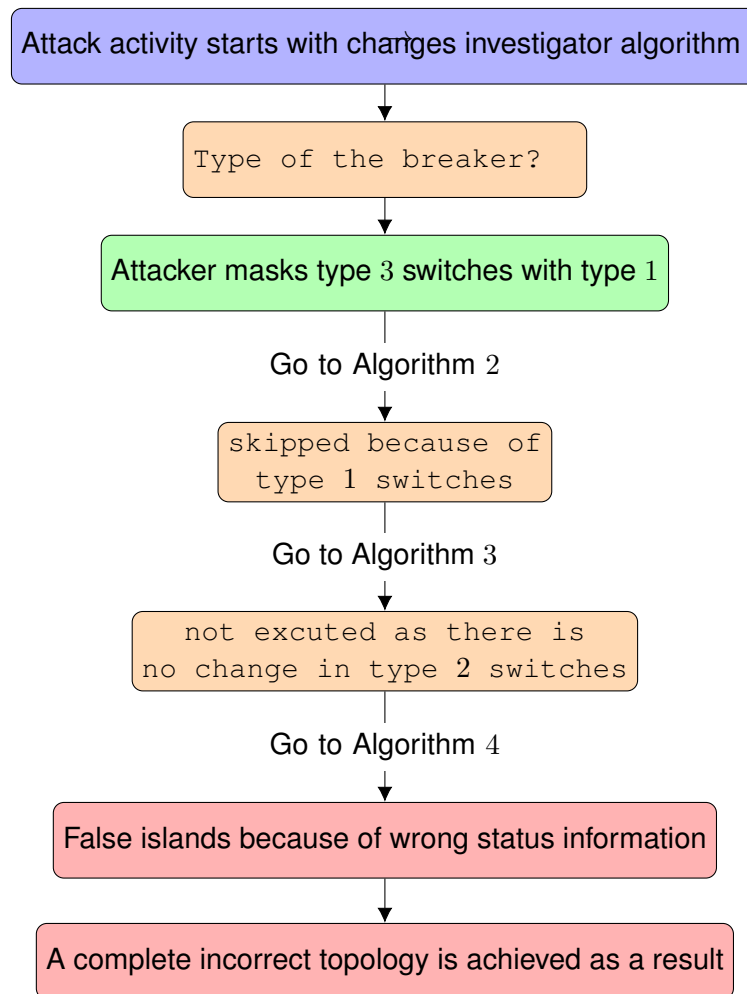 Attack activity starts with changes investigator algorithm
Type of the breaker?
Attacker masks type 3 switches with type 1
Go to Algorithm 2
skipped because of
type 1 switches
Go to Algorithm 3
not excuted as there is
no change in type 2 switches
Go to Algorithm 4
False islands because of wrong status information
A complete incorrect topology is achieved as a result